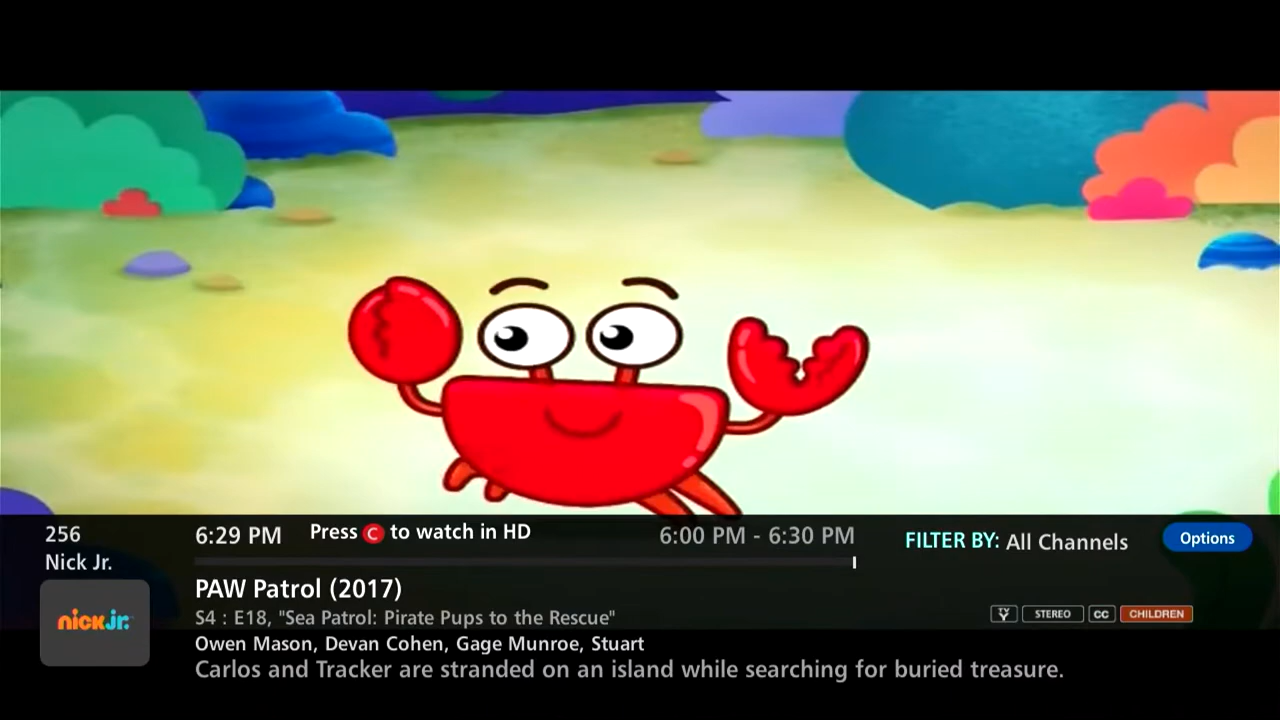 256
Nick Jr.
nick jr.
6:29 PM
Press C to watch in HD
6:00 PM - 6:30 PM
FILTER BY: All Channels
Options
PAW Patrol (2017)
S4 : E18, "Sea Patrol: Pirate Pups to the Rescue"
Y
STEREO
CC
CHILDREN
Owen Mason, Devan Cohen, Gage Munroe, Stuart
Carlos and Tracker are stranded on an island while searching for buried treasure.